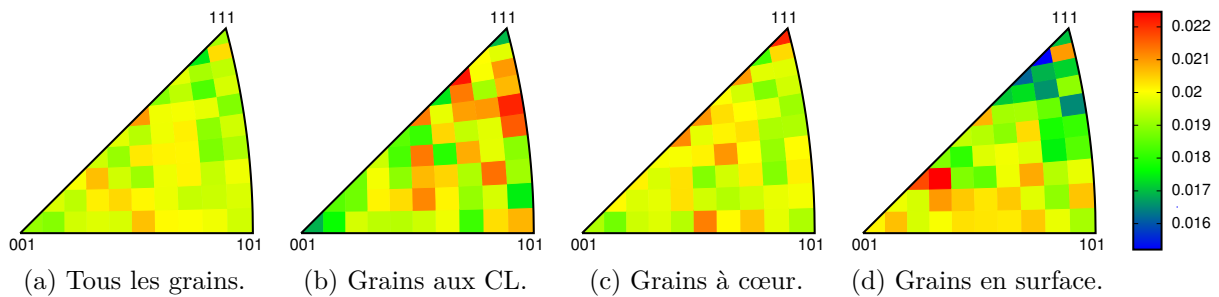 111 111 111 111
0.022
0.021
0.02
0.019
0.018
0.017
0.016
001 101 001 101 001 101 001 101
(a) Tous les grains. (b) Grains aux CL. (c) Grains à cœur. (d) Grains en surface.